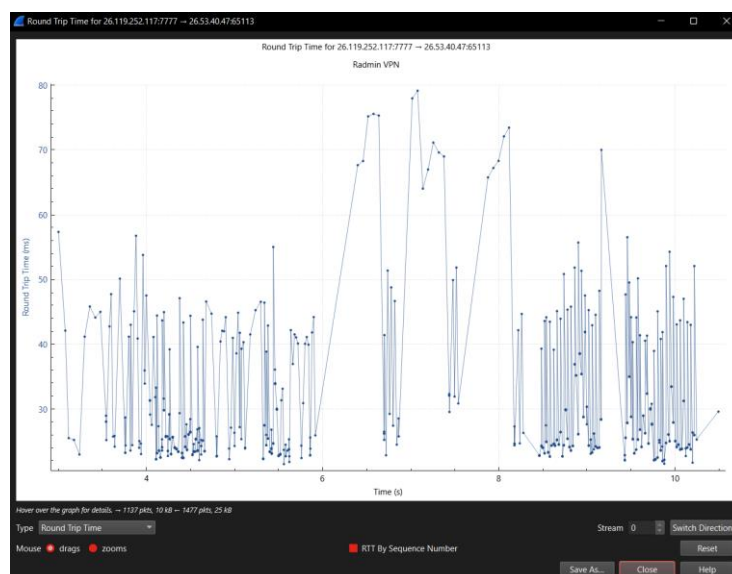 Round Trip Time for 26.119.252.117:7777 → 26.53.40.47:65113
Round Trip Time for 26.119.252.117:7777 → 26.53.40.47:65113
Radmin VPN
80
70
60
50
40
30
Round Trip Time (ms)
4
6
8
10
Time (s)
Hover over the graph for details. → 1137 pkts, 10 kB ← 1477 pkts, 25 kB
Type Round Trip Time Stream 0 Switch Direction
Mouse drags zooms RTT By Sequence Number Reset
Save As... Close Help